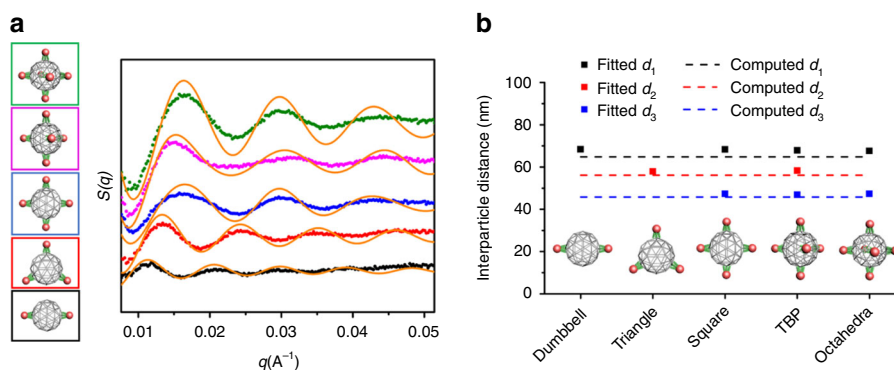 a
S(q)
0.01 0.02 0.03 0.04 0.05
q(A⁻¹)
b
Fitted d₁ Computed d₁
Fitted d₂ Computed d₂
Fitted d₃ Computed d₃
Interparticle distance (nm)
100
80
60
40
20
0
Dumbbell Triangle Square TBP Octahedra